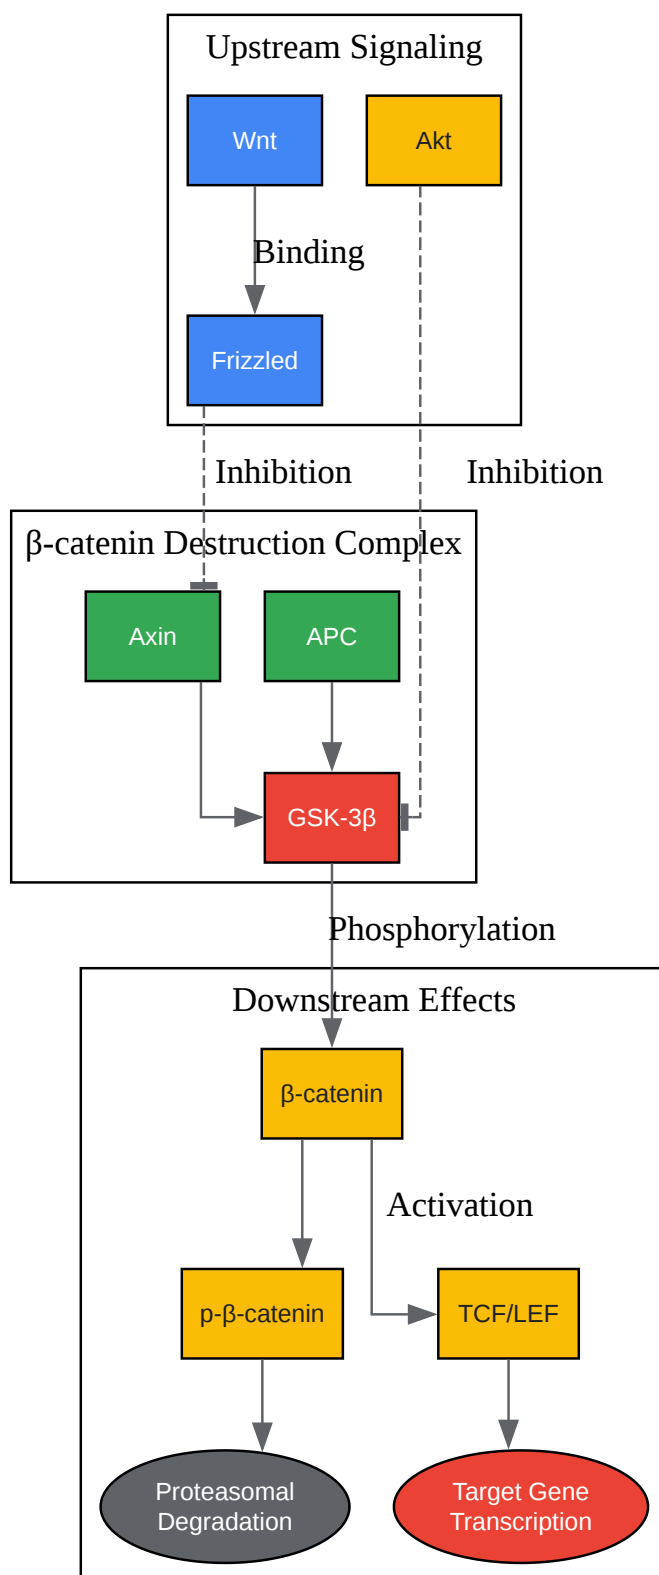 Upstream Signaling
Wnt
Akt
Binding
Frizzled
Inhibition
Inhibition
β-catenin Destruction Complex
Axin
APC
GSK-3β
Phosphorylation
Downstream Effects
β-catenin
Activation
p-β-catenin
TCF/LEF
Proteasomal
Degradation
Target Gene
Transcription